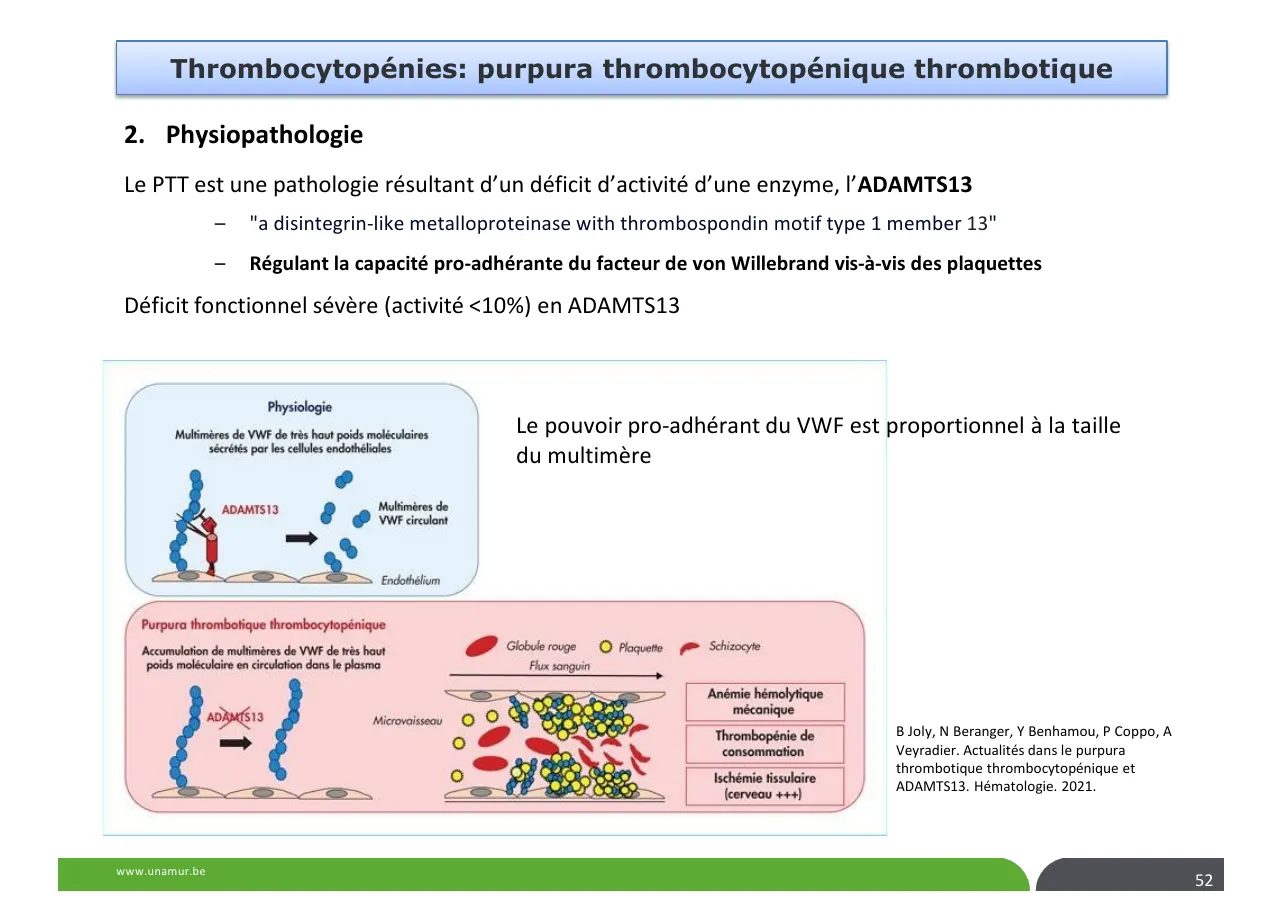 Thrombocytopénies: purpura thrombocytopénique thrombotique
2. Physiopathologie
Le PTT est une pathologie résultant d’un déficit d’activité d’une enzyme, l’ADAMTS13
– "a disintegrin-like metalloproteinase with thrombospondin motif type 1 member 13"
– Régulant la capacité pro-adhérante du facteur de von Willebrand vis-à-vis des plaquettes
Déficit fonctionnel sévère (activité <10%) en ADAMTS13
Physiologie
Multimères de VWF de très haut poids moléculaires
sécrétés par les cellules endothéliales
ADAMTS13
Multimères de
VWF circulant
Endothélium
Le pouvoir pro-adhérant du VWF est proportionnel à la taille
du multimère
Purpura thrombotique thrombocytopénique
Accumulation de multimères de VWF de très haut
poids moléculaire en circulation dans le plasma
ADAMTS13
Globule rouge
Plaquette
Schizocyte
Flux sanguin
Microvaisseau
Anémie hémolytique
mécanique
Thrombopénie de
consommation
Ischémie tissulaire
(cerveau +++)
B Joly, N Beranger, Y Benhamou, P Coppo, A
Veyradier. Actualités dans le purpura
thrombotique thrombocytopénique et
ADAMTS13. Hématologie. 2021.
www.unamur.be
52